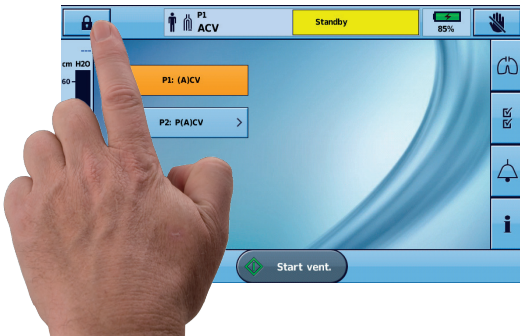 P1
ACV
Standby
85%
cm H2O
60
P1: (A)CV
P2: P(A)CV
Start vent.